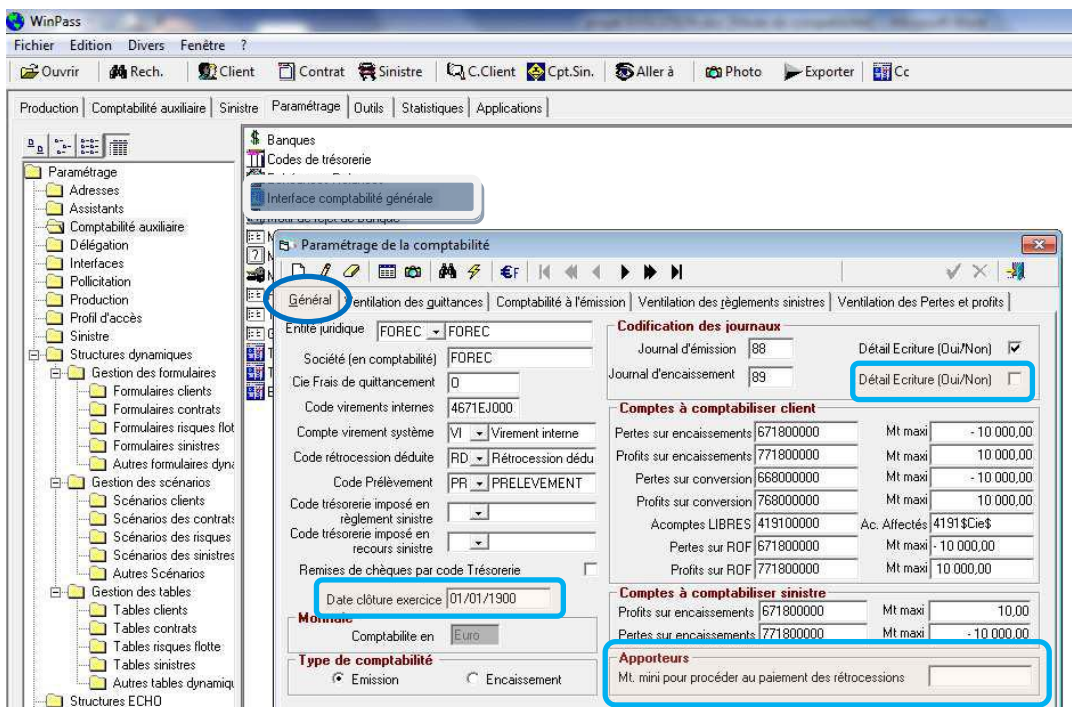 WinPass
Fichier Edition Divers Fenêtre ?
Ouvrir Rech. Client Contrat Sinistre C.Client Cpt.Sin. Aller à Photo Exporter Cc
Production Comptabilité auxiliaire Sinistre Paramétrage Outils Statistiques Applications
Paramétrage
Adresses
Assistants
Comptabilité auxiliaire
Délégation
Interfaces
Pollicitation
Production
Profil d'accès
Sinistre
Structures dynamiques
Gestion des formulaires
Formulaires clients
Formulaires contrats
Formulaires risques flot
Formulaires sinistres
Autres formulaires dyna
Gestion des scénarios
Scénarios clients
Scénarios des contrats
Scénarios des risques
Scénarios des sinistres
Autres Scénarios
Gestion des tables
Tables clients
Tables contrats
Tables risques flotte
Tables sinistres
Autres tables dynamiqu
Structures ECHO
Banques
Codes de trésorerie
Interface comptabilité générale
Paramétrage de la comptabilité
€F
Général Ventilation des quittances Comptabilité à l'émission Ventilation des règlements sinistres Ventilation des Pertes et profits
Entité juridique FOREC FOREC
Société (en comptabilité) FOREC
Cie Frais de quittancement 0
Code virements internes 4671EJ000
Compte virement système VI Virement interne
Code rétrocession déduite RD Rétrocession dédu
Code Prélèvement PR PRELEVEMENT
Code trésorerie imposé en
règlement sinistre
Code trésorerie imposé en
recours sinistre
Remises de chèques par code Trésorerie
Date clôture exercice 01/01/1900
Monnaie
Comptabilite en Euro
Type de comptabilité
Emission Encaissement
Codification des journaux
Journal d'émission 88 Détail Ecriture (Oui/Non)
Journal d'encaissement 89 Détail Ecriture (Oui/Non)
Comptes à comptabiliser client
Pertes sur encaissements 671800000 Mt maxi - 10 000,00
Profits sur encaissements 771800000 Mt maxi 10 000,00
Pertes sur conversion 668000000 Mt maxi - 10 000,00
Profits sur conversion 768000000 Mt maxi 10 000,00
Acomptes LIBRES 419100000 Ac. Affectés 4191$Cie$
Pertes sur ROF 671800000 Mt maxi - 10 000,00
Profits sur ROF 771800000 Mt maxi 10 000,00
Comptes à comptabiliser sinistre
Profits sur encaissements 671800000 Mt maxi 10,00
Pertes sur encaissements 771800000 Mt maxi - 10 000,00
Apporteurs
Mt. mini pour procéder au paiement des rétrocessions